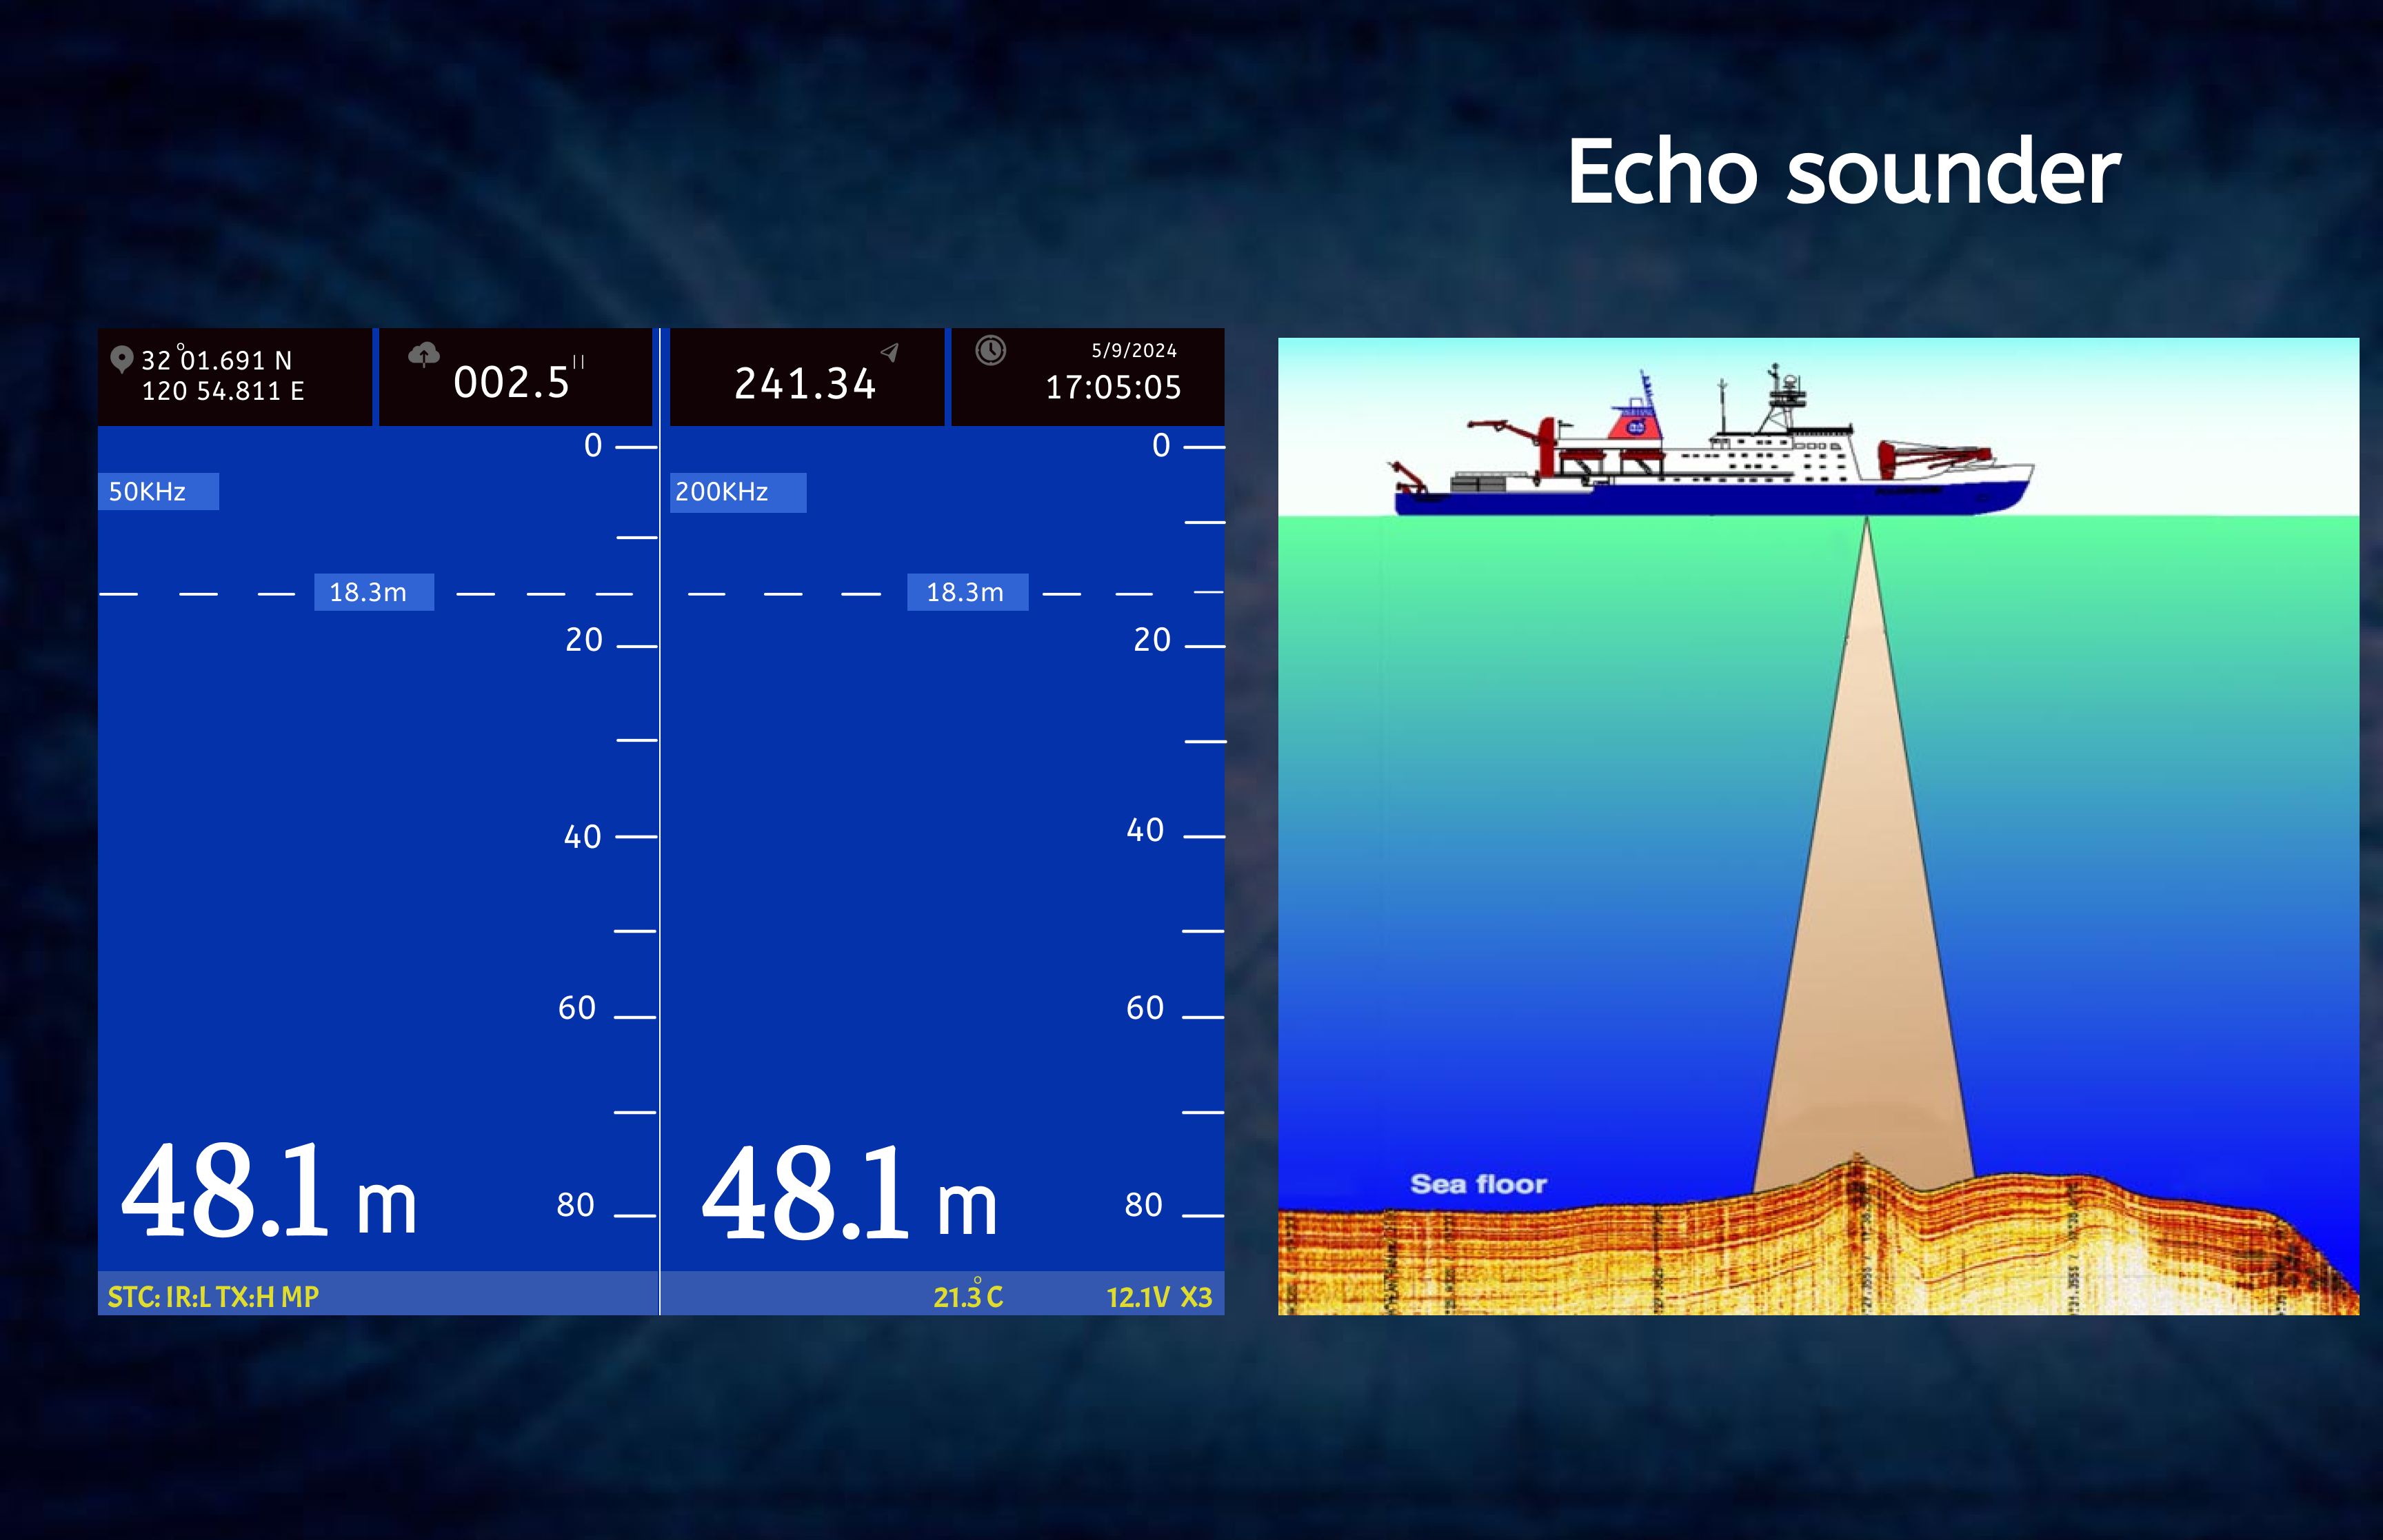 Echo sounder
32°01.691 N
120 54.811 E
002.5"
241.34
5/9/2024
17:05:05
50KHz
0
18.3m
20
40
60
80
48.1 m
200KHz
0
18.3m
20
40
60
80
48.1 m
STC: IR:L TX:H MP
21.3°C
12.1V X3
Sea floor